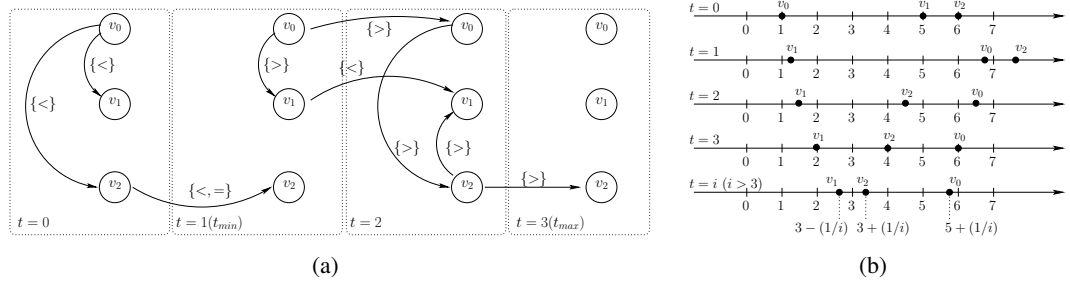 v₀ v₀ {>} v₀ v₀
{<} {>} {<}
{<} v₁ v₁ v₁ v₁
{>} {>}
v₂ {<,=} v₂ v₂ {>} v₂
t = 0 t = 1(t_min) t = 2 t = 3(t_max)
(a)
t = 0 v₀ v₁ v₂
0 1 2 3 4 5 6 7
t = 1 v₁ v₀ v₂
0 1 2 3 4 5 6 7
t = 2 v₁ v₂ v₀
0 1 2 3 4 5 6 7
t = 3 v₁ v₂ v₀
0 1 2 3 4 5 6 7
t = i (i > 3) v₁ v₂ v₀
0 1 2 3 4 5 6 7
3 − (1/i) 3 + (1/i) 5 + (1/i)
(b)